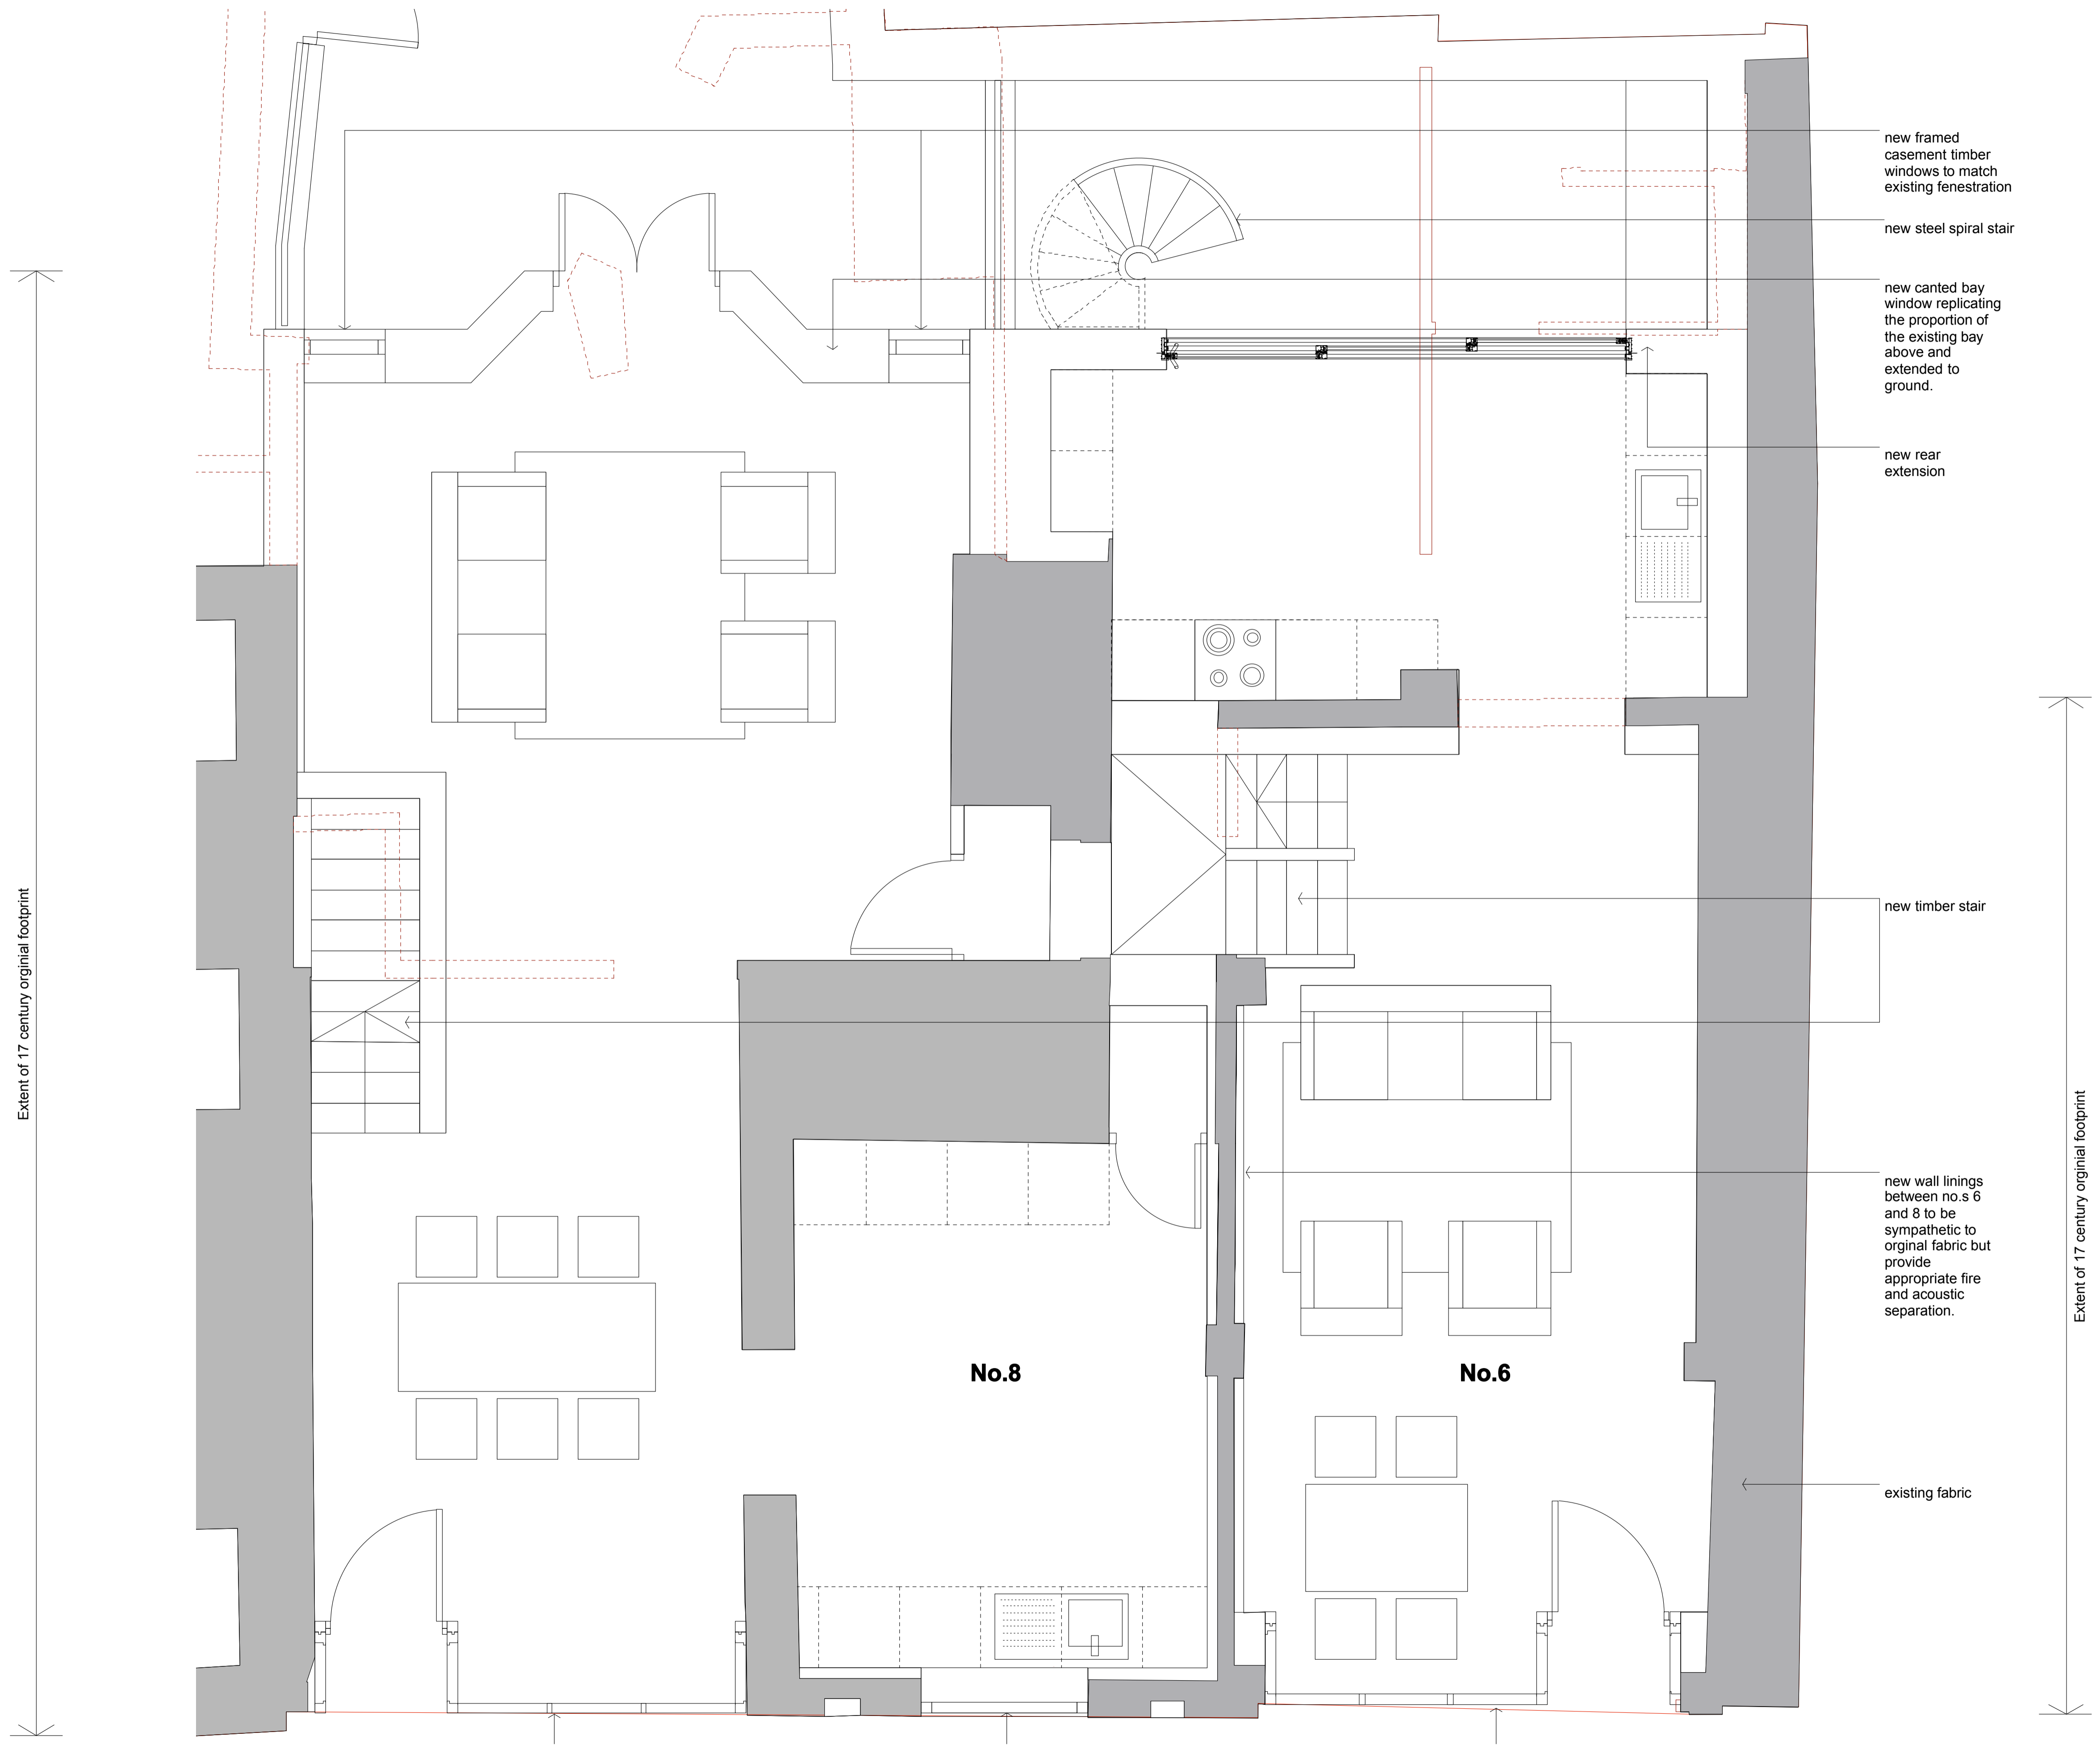 new framed
casement timber
windows to match
existing fenestration
new steel spiral stair
new canted bay
window replicating
the proportion of
the existing bay
above and
extended to
ground.
new rear
extension
Extent of 17 century orginial footprint
new timber stair
Extent of 17 century orginial footprint
new wall linings
between no.s 6
and 8 to be
sympathetic to
orginal fabric but
provide
appropriate fire
and acoustic
separation.
No.8
No.6
existing fabric